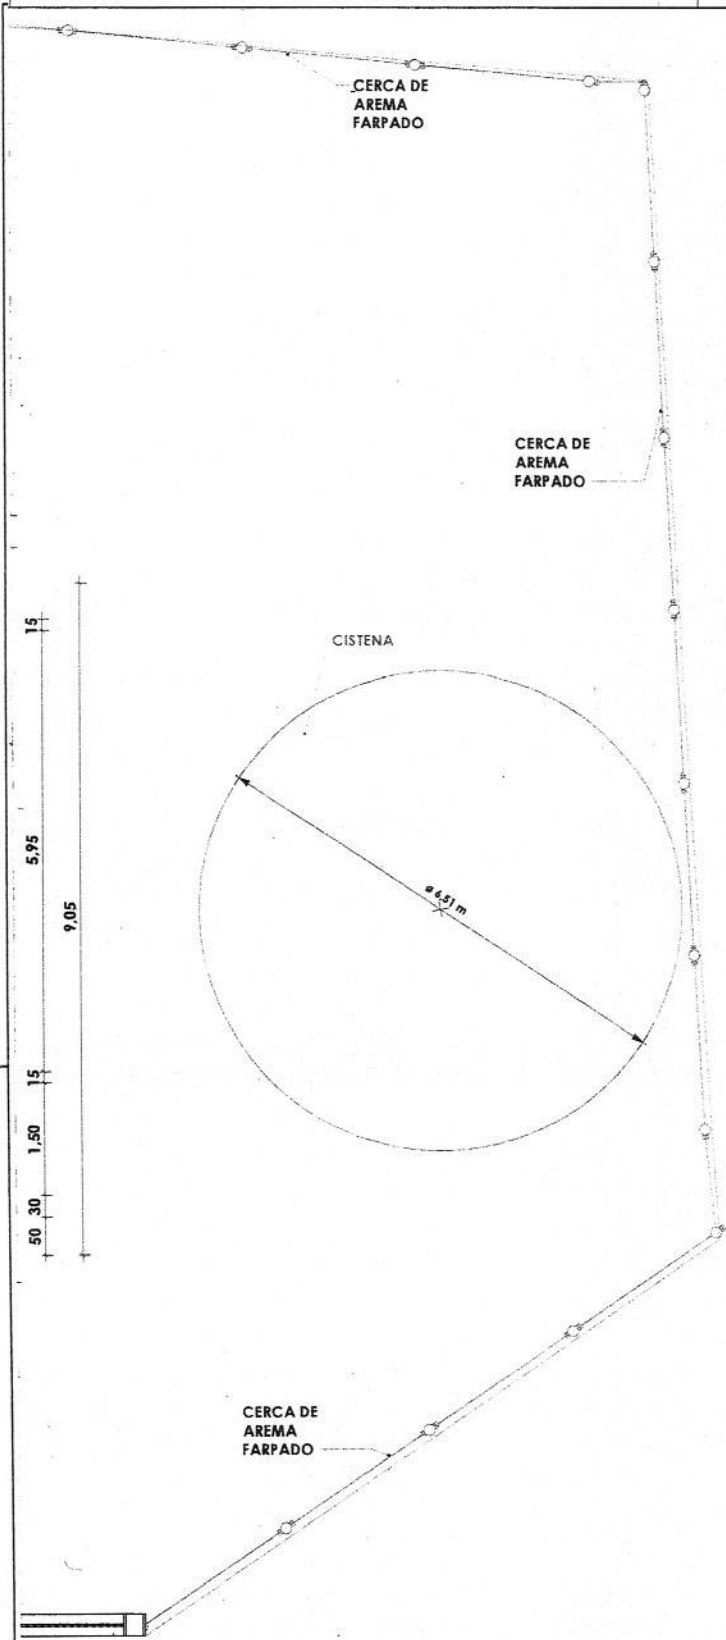 CERCA DE
AREMA
FARPADO
CERCA DE
AREMA
FARPADO
CISTENA
15
5,95
9,05
ø 6,51 m
15
1,50
30
50
CERCA DE
AREMA
FARPADO